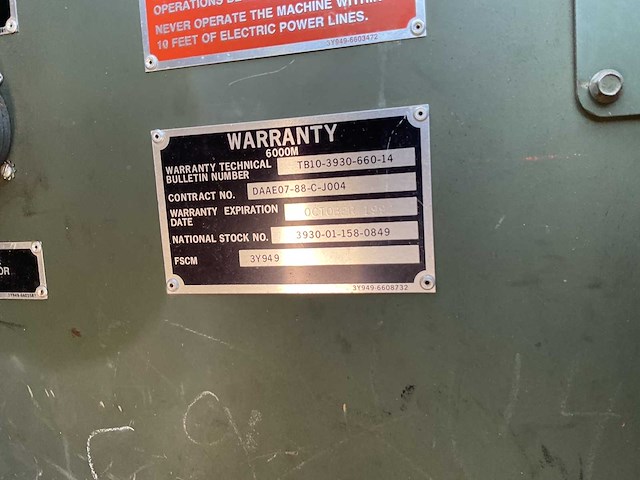 OPERATIONS
NEVER OPERATE THE MACHINE WITHIN
10 FEET OF ELECTRIC POWER LINES.
3Y949-6603472
WARRANTY
6000M
WARRANTY TECHNICAL BULLETIN NUMBER TB10-3930-660-14
CONTRACT NO. DAAE07-88-C-J004
WARRANTY EXPIRATION DATE OCTOBER
NATIONAL STOCK NO. 3930-01-158-0849
FSCM 3Y949
3Y949-6608732
OR